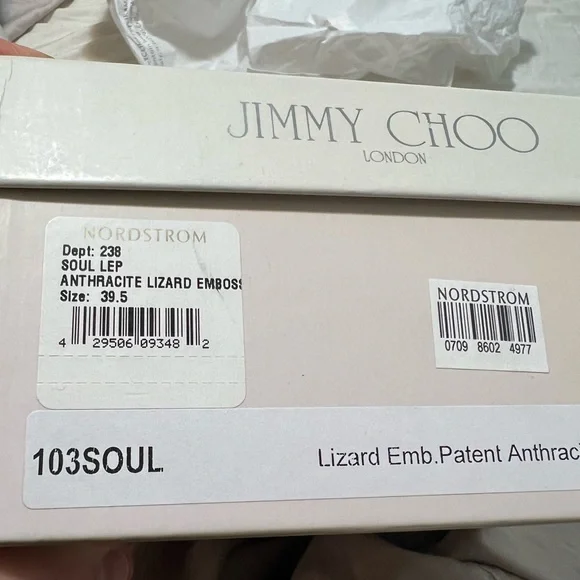 JIMMY CHOO
LONDON
NORDSTROM
Dept: 238
SOUL LEP
ANTHRACITE LIZARD EMBOSS
Size: 39.5
4 29506 09348 2
NORDSTROM
0709 8602 4977
103SOUL
Lizard Emb.Patent Anthraci